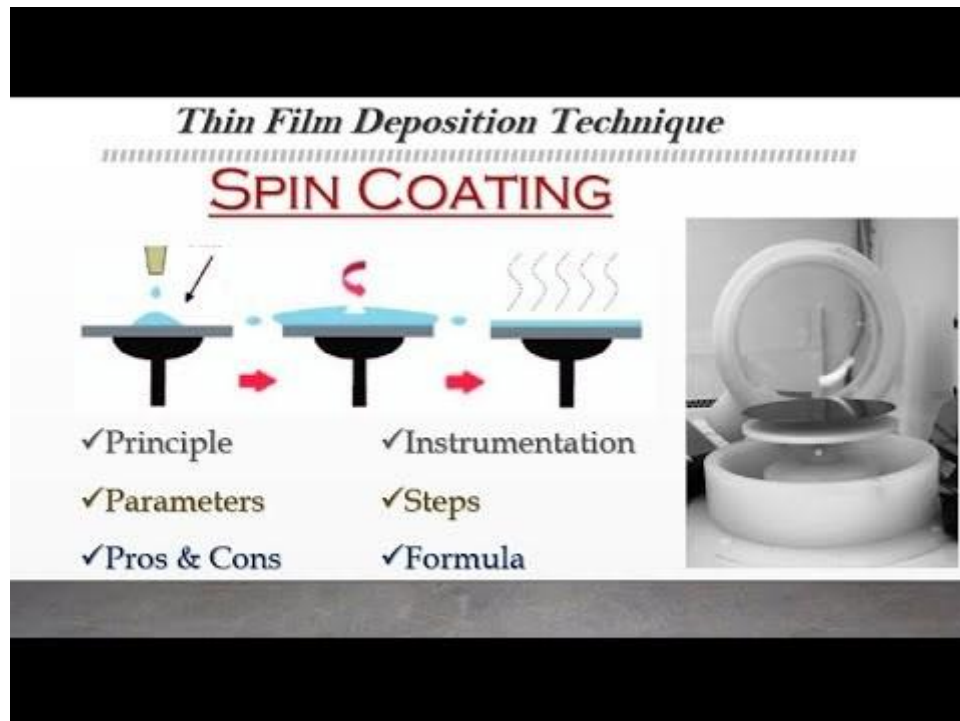 Thin Film Deposition Technique
SPIN COATING
✓Principle
✓Instrumentation
✓Parameters
✓Steps
✓Pros & Cons
✓Formula